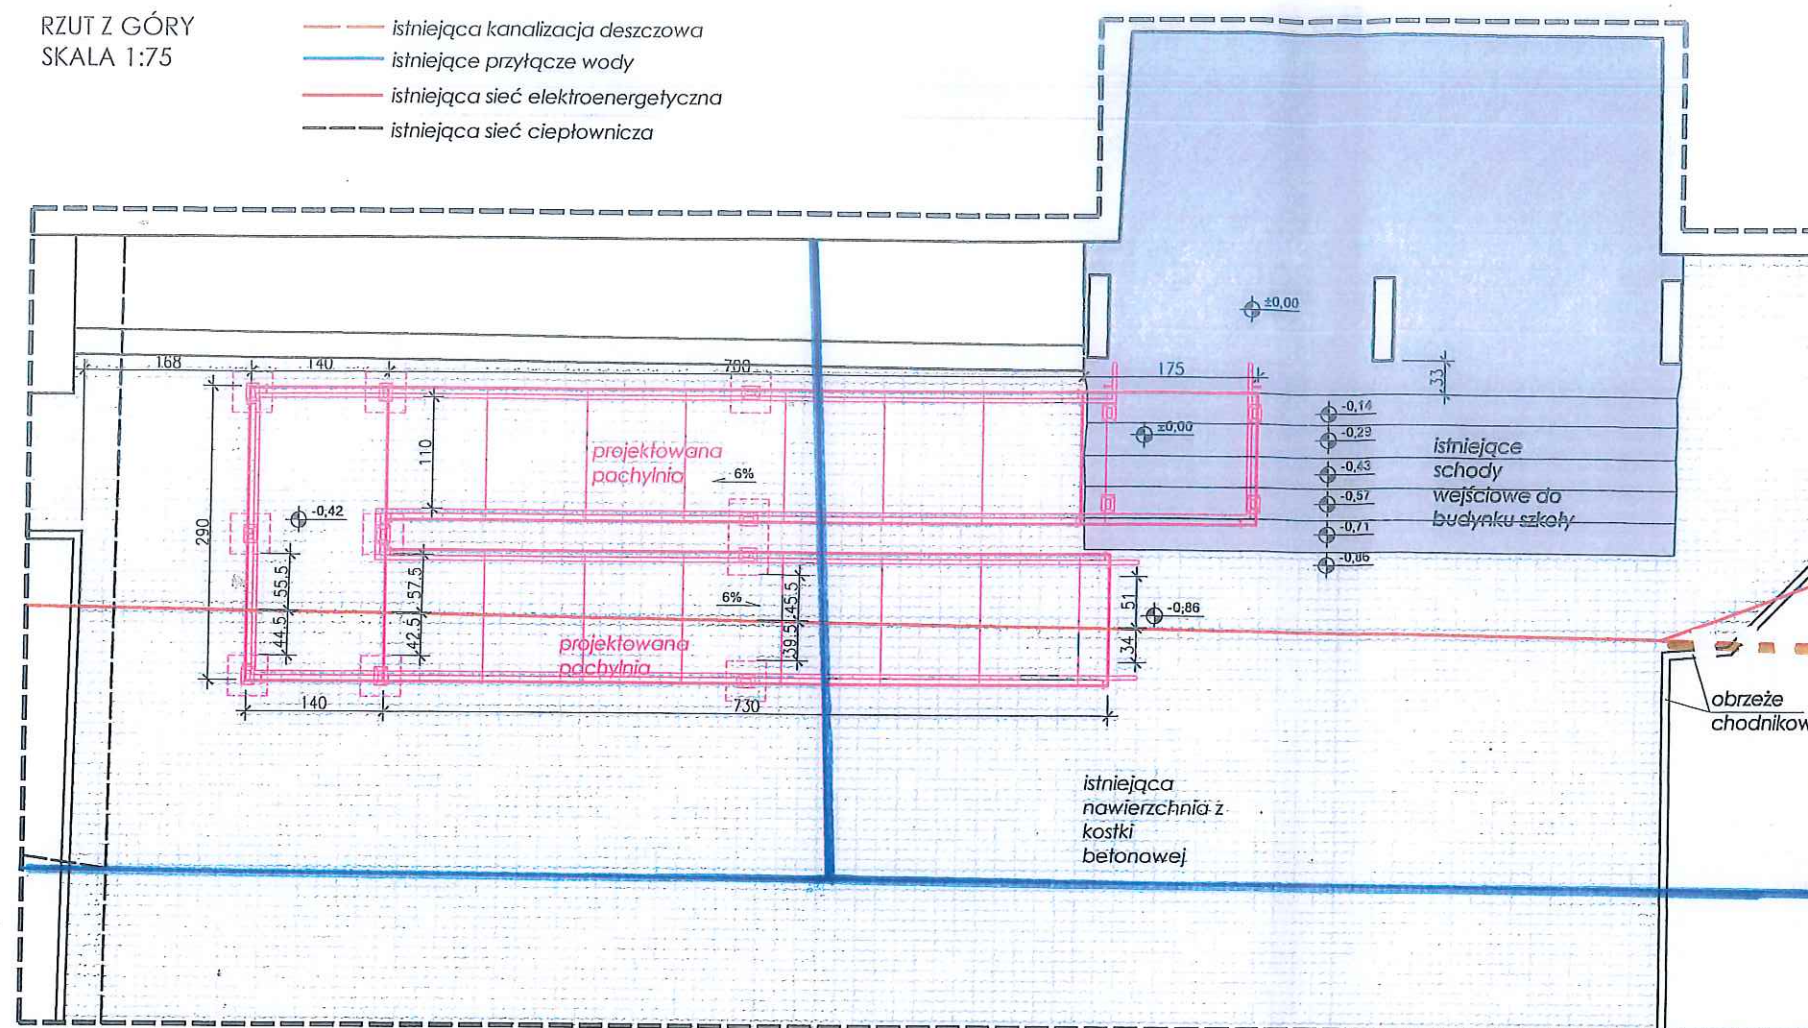 RZUT Z GÓRY
SKALA 1:75
istniejąca kanalizacja deszczowa
istniejące przyłącze wody
istniejąca sieć elektroenergetyczna
istniejąca sieć ciepłownicza
±0,00
168
140
700
175
33
-0,14
-0,29
-0,43
-0,57
-0,71
-0,86
istniejące
schody
wejściowe do
budynku szkoły
±0,00
110
projektowana
pochylnia
6%
-0,42
290
55.5
44.5
57.5
42.5
6%
45.5
39.5
projektowana
pochylnia
51
34
-0,86
140
730
obrzeże
chodnikow
istniejąca
nawierzchnia z
kostki
betonowej